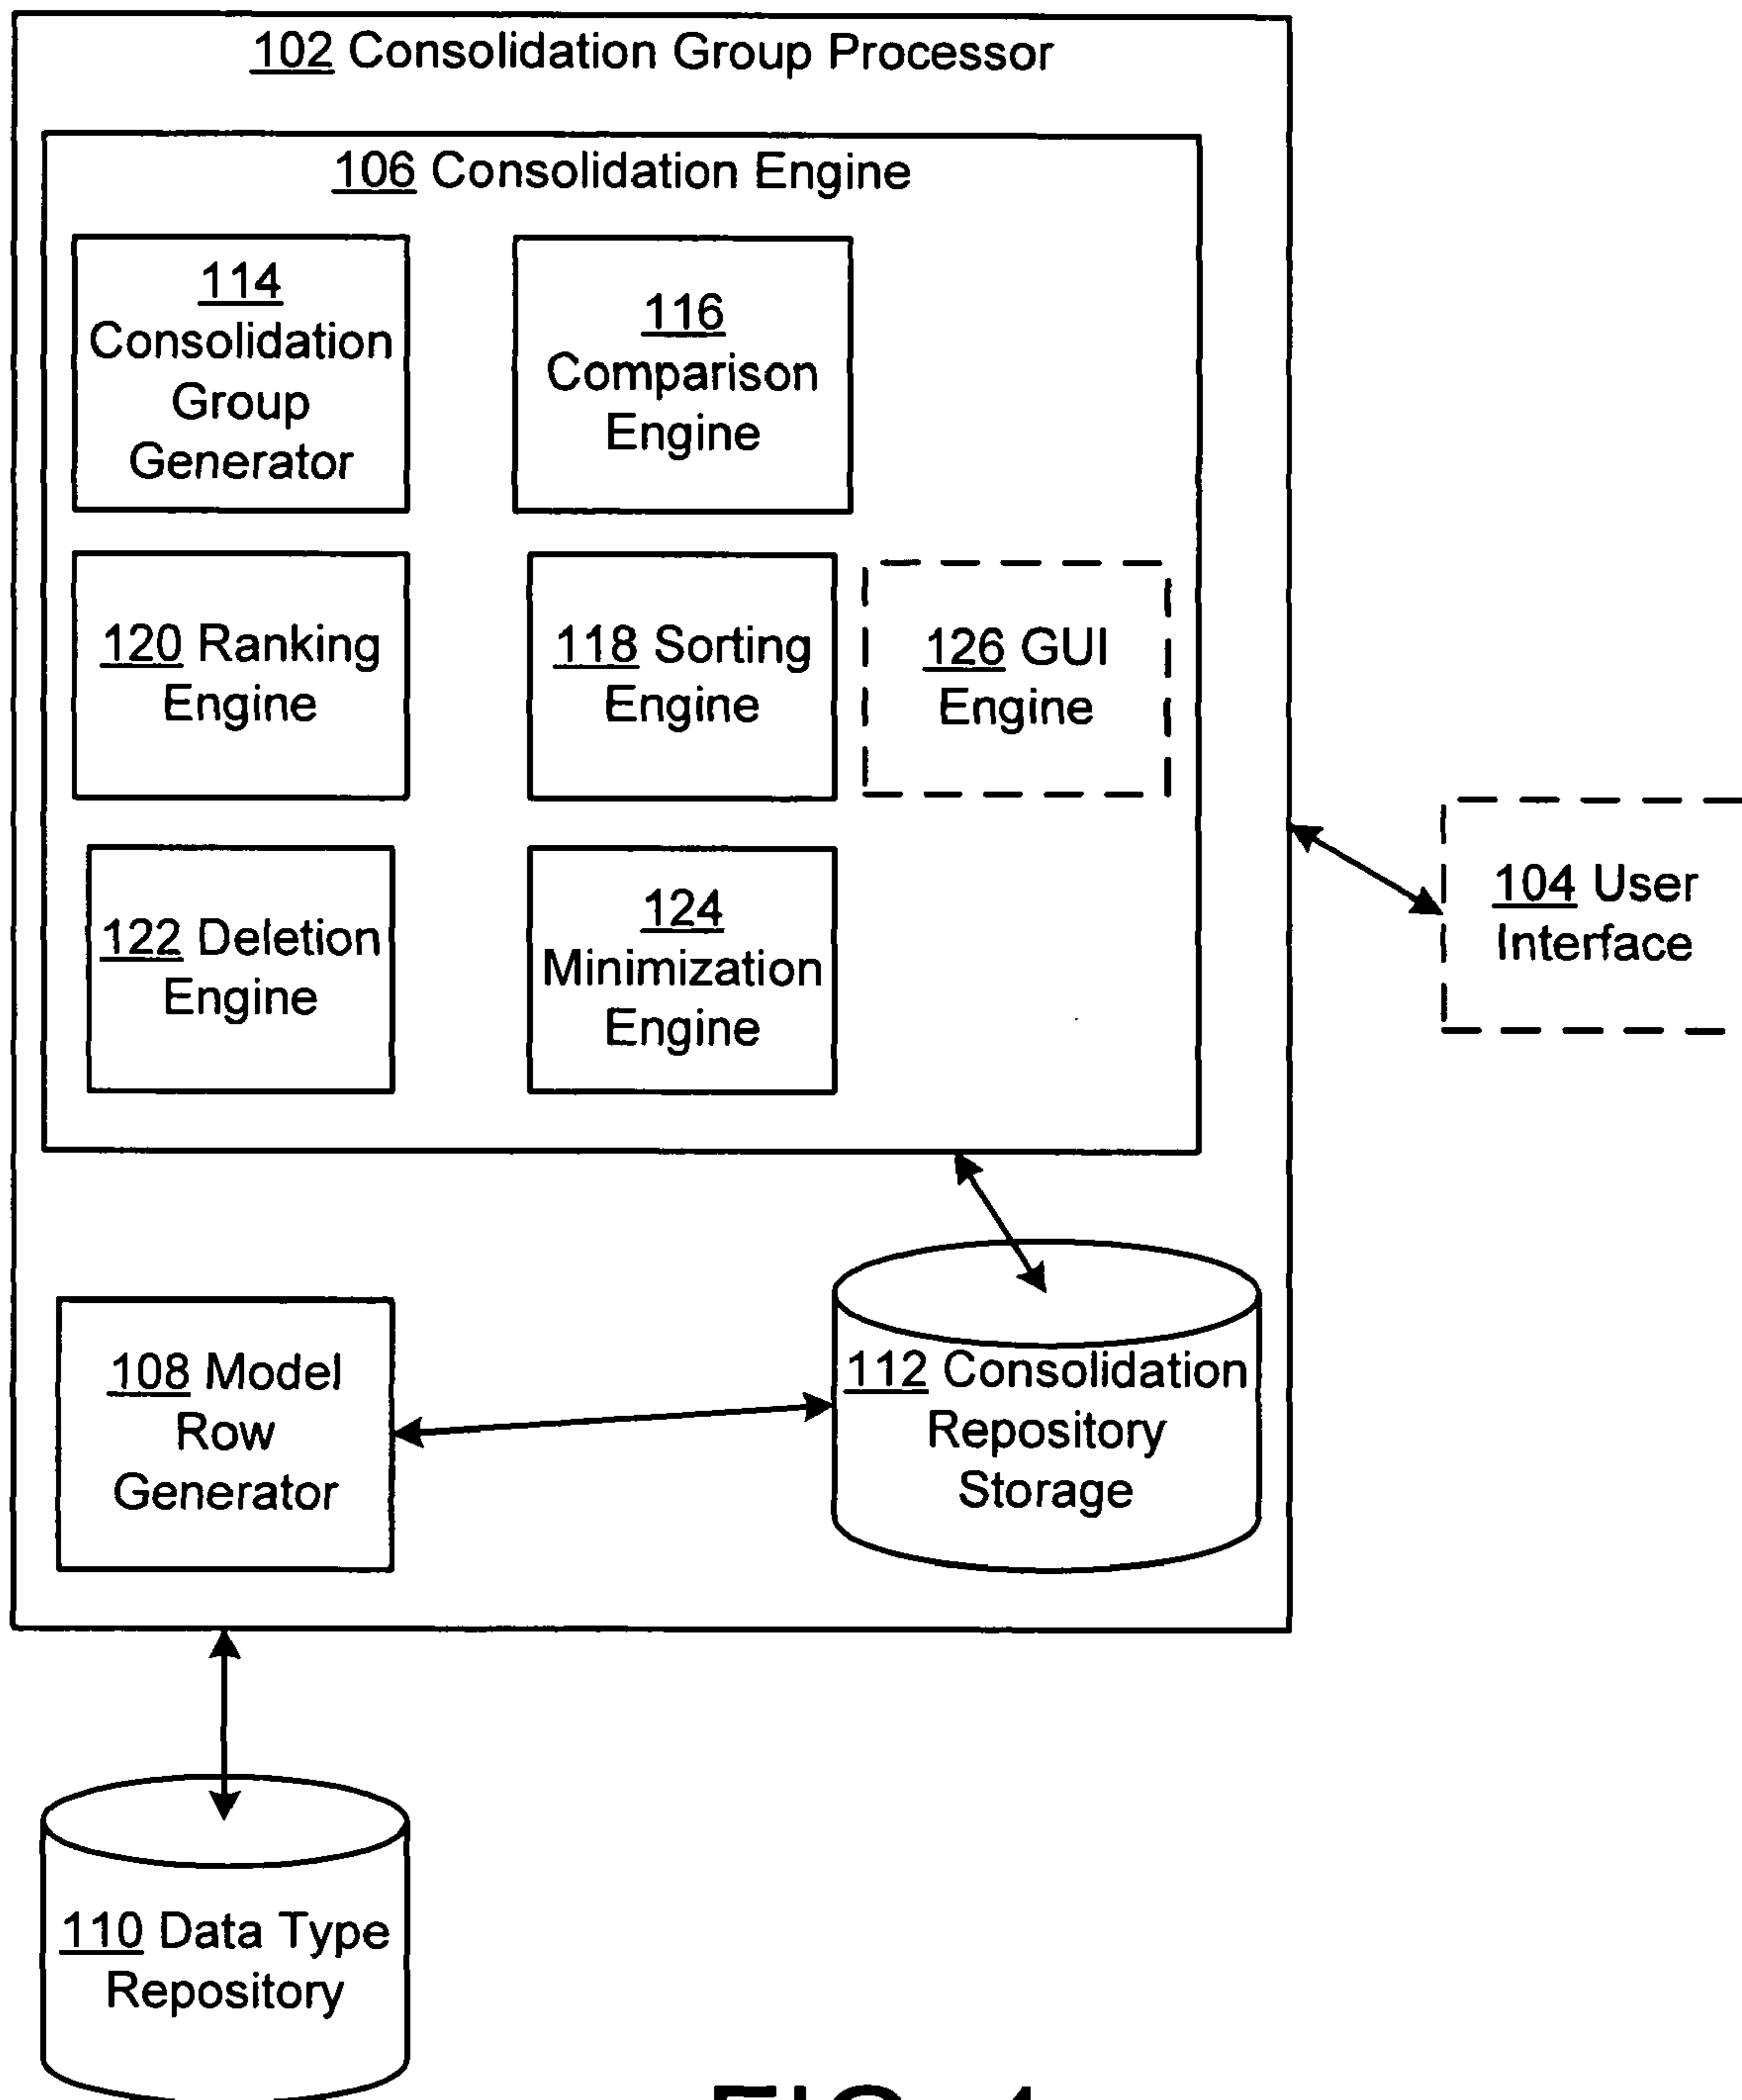 102 Consolidation Group Processor
106 Consolidation Engine
114
Consolidation
Group
Generator
116
Comparison
Engine
120 Ranking
Engine
118 Sorting
Engine
126 GUI
Engine
122 Deletion
Engine
124
Minimization
Engine
104 User
Interface
108 Model
Row
Generator
112 Consolidation
Repository
Storage
110 Data Type
Repository